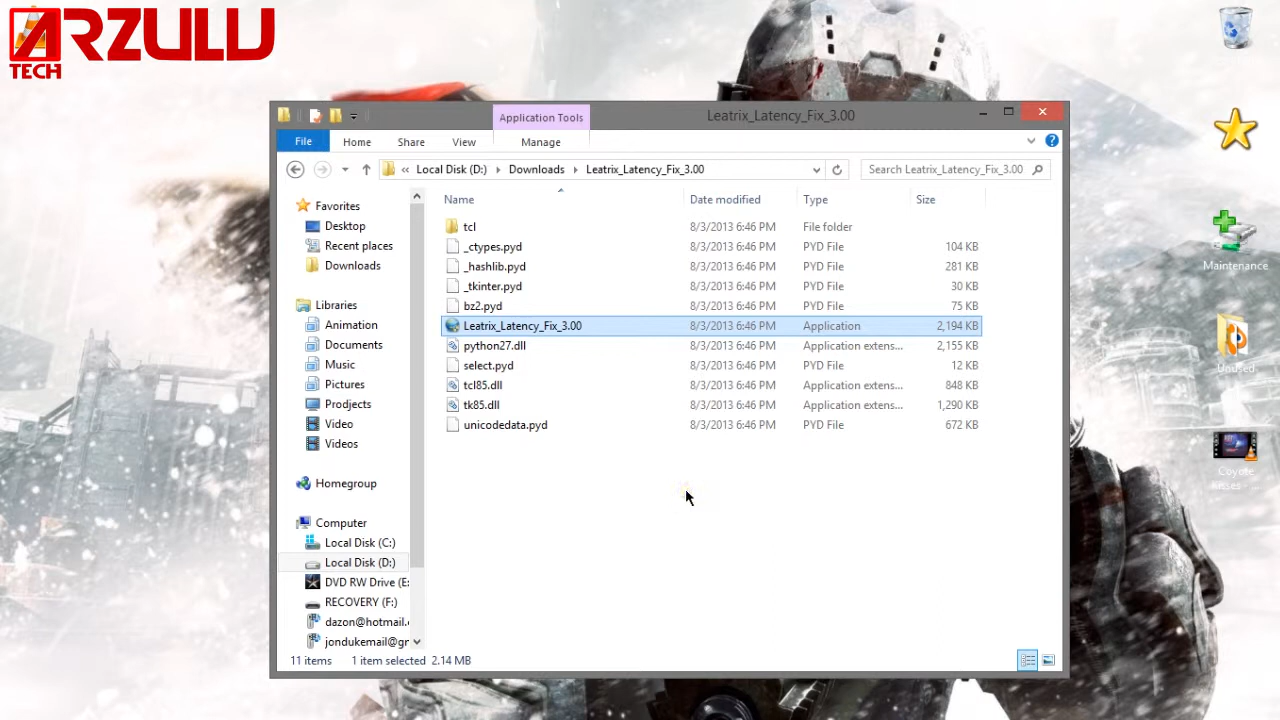 ARZULU
TECH
Application Tools
Leatrix_Latency_Fix_3.00
File Home Share View Manage
« Local Disk (D:) Downloads Leatrix_Latency_Fix_3.00
Search Leatrix_Latency_Fix_3.00
Name Date modified Type Size
tcl 8/3/2013 6:46 PM File folder
_ctypes.pyd 8/3/2013 6:46 PM PYD File 104 KB
_hashlib.pyd 8/3/2013 6:46 PM PYD File 281 KB
_tkinter.pyd 8/3/2013 6:46 PM PYD File 30 KB
bz2.pyd 8/3/2013 6:46 PM PYD File 75 KB
Leatrix_Latency_Fix_3.00 8/3/2013 6:46 PM Application 2,194 KB
python27.dll 8/3/2013 6:46 PM Application extens... 2,155 KB
select.pyd 8/3/2013 6:46 PM PYD File 12 KB
tcl85.dll 8/3/2013 6:46 PM Application extens... 848 KB
tk85.dll 8/3/2013 6:46 PM Application extens... 1,290 KB
unicodedata.pyd 8/3/2013 6:46 PM PYD File 672 KB
Favorites
Desktop
Recent places
Downloads
Libraries
Animation
Documents
Music
Pictures
Prodjects
Video
Videos
Homegroup
Computer
Local Disk (C:)
Local Disk (D:)
DVD RW Drive (E:
RECOVERY (F:)
dazon@hotmail.
jondukemail@gr
11 items 1 item selected 2.14 MB
Maintenance
Unused
Coyote
Kisses -